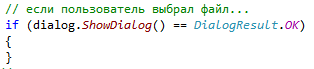 // если пользователь выбрал файл...
if (dialog.ShowDialog() == DialogResult.OK)
{
}